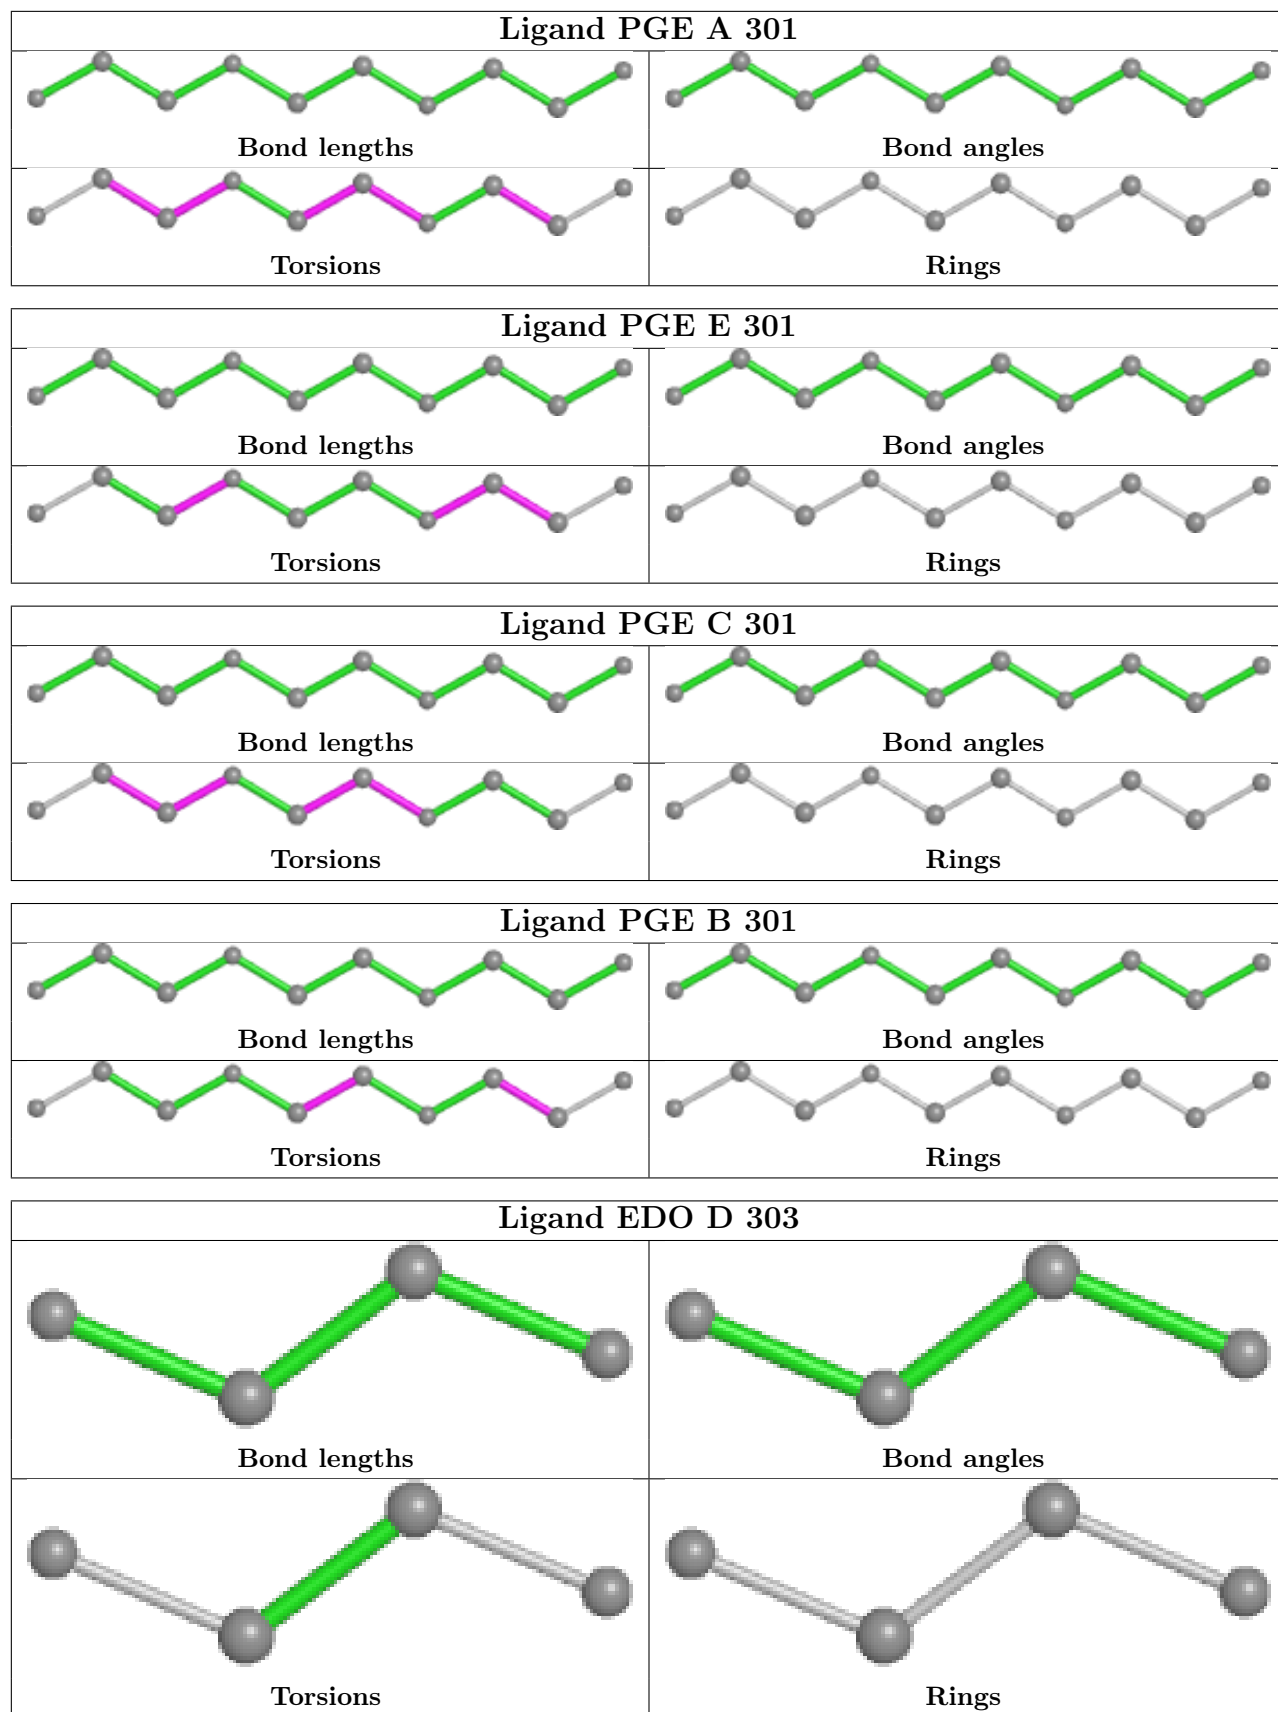 Ligand PGE A 301
Bond lengths
Bond angles
Torsions
Rings
Ligand PGE E 301
Bond lengths
Bond angles
Torsions
Rings
Ligand PGE C 301
Bond lengths
Bond angles
Torsions
Rings
Ligand PGE B 301
Bond lengths
Bond angles
Torsions
Rings
Ligand EDO D 303
Bond lengths
Bond angles
Torsions
Rings